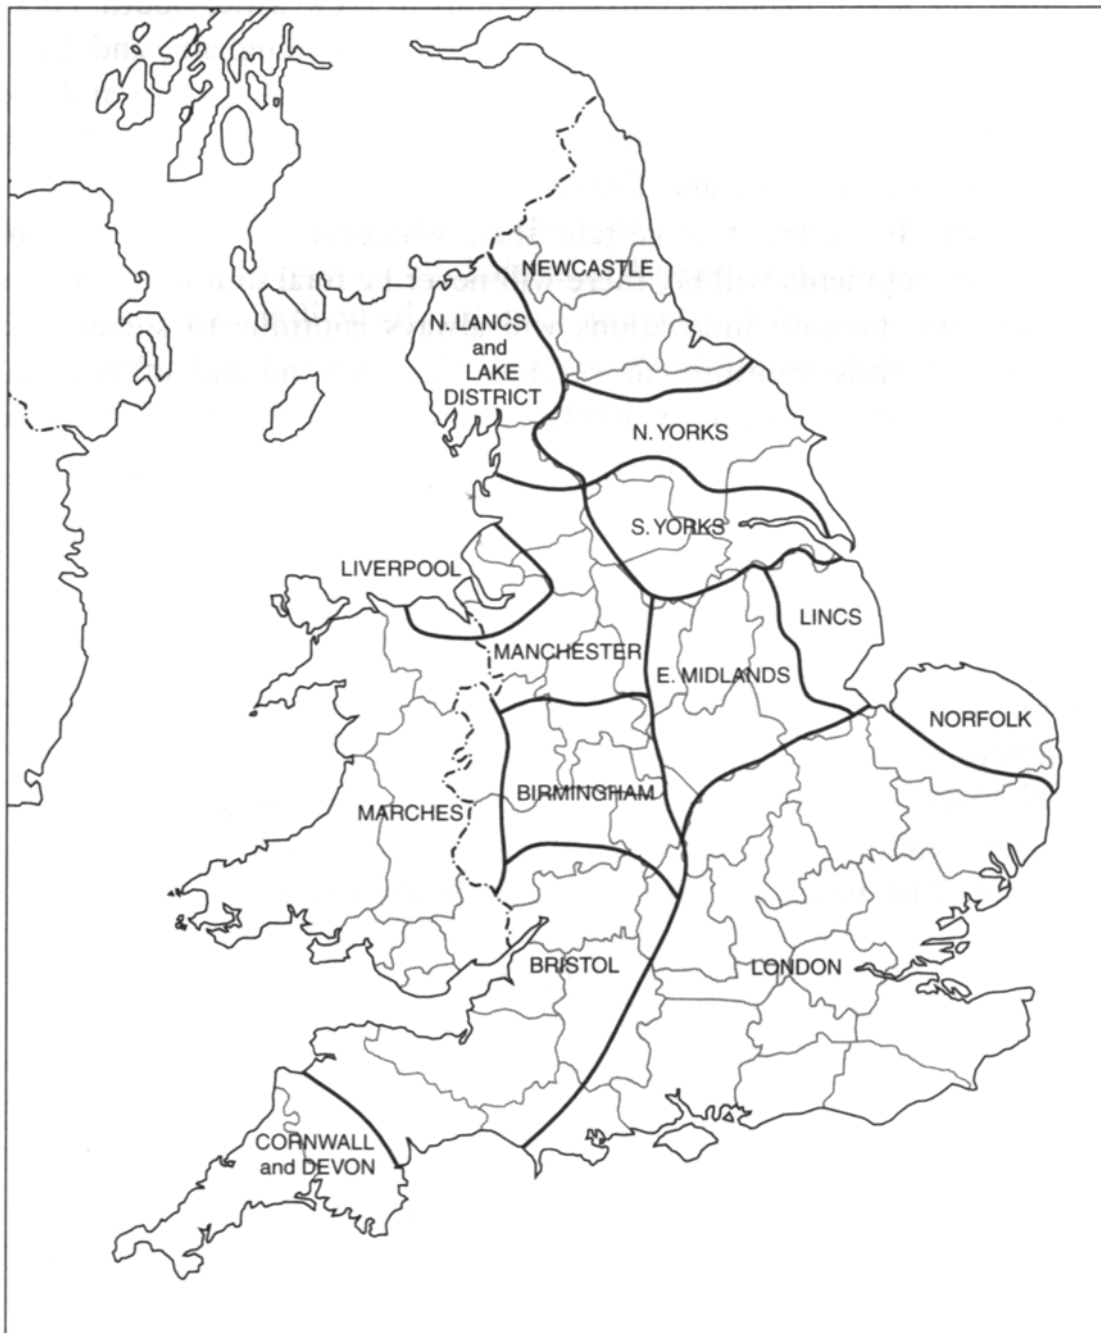 NEWCASTLE
N. LANCS
and
LAKE
DISTRICT
N. YORKS
S. YORKS
LIVERPOOL
LINCS
MANCHESTER
E. MIDLANDS
NORFOLK
BIRMINGHAM
MARCHES
BRISTOL
LONDON
CORNWALL
and DEVON